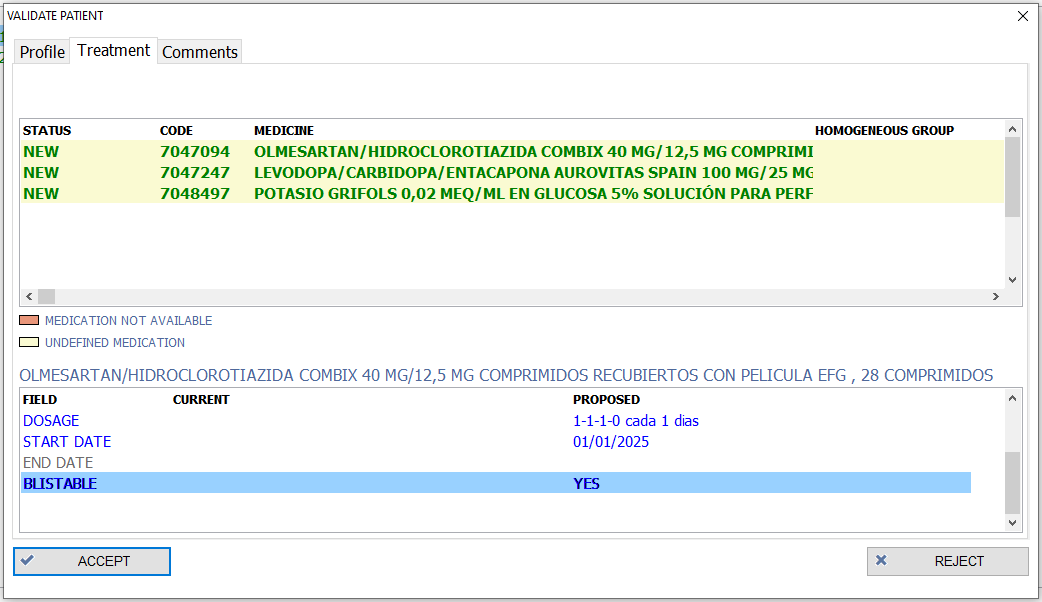 VALIDATE PATIENT
Profile Treatment Comments
STATUS CODE MEDICINE HOMOGENEOUS GROUP
NEW 7047094 OLMESARTAN/HIDROCLOROTIAZIDA COMBIX 40 MG/12,5 MG COMPRIMI
NEW 7047247 LEVODOPA/CARBIDOPA/ENTACAPONA AUROVITAS SPAIN 100 MG/25 MG
NEW 7048497 POTASIO GRIFOLS 0,02 MEQ/ML EN GLUCOSA 5% SOLUCIÓN PARA PERF
MEDICATION NOT AVAILABLE
UNDEFINED MEDICATION
OLMESARTAN/HIDROCLOROTIAZIDA COMBIX 40 MG/12,5 MG COMPRIMIDOS RECUBIERTOS CON PELICULA EFG , 28 COMPRIMIDOS
FIELD CURRENT PROPOSED
DOSAGE 1-1-1-0 cada 1 dias
START DATE 01/01/2025
END DATE
BLISTABLE YES
ACCEPT REJECT